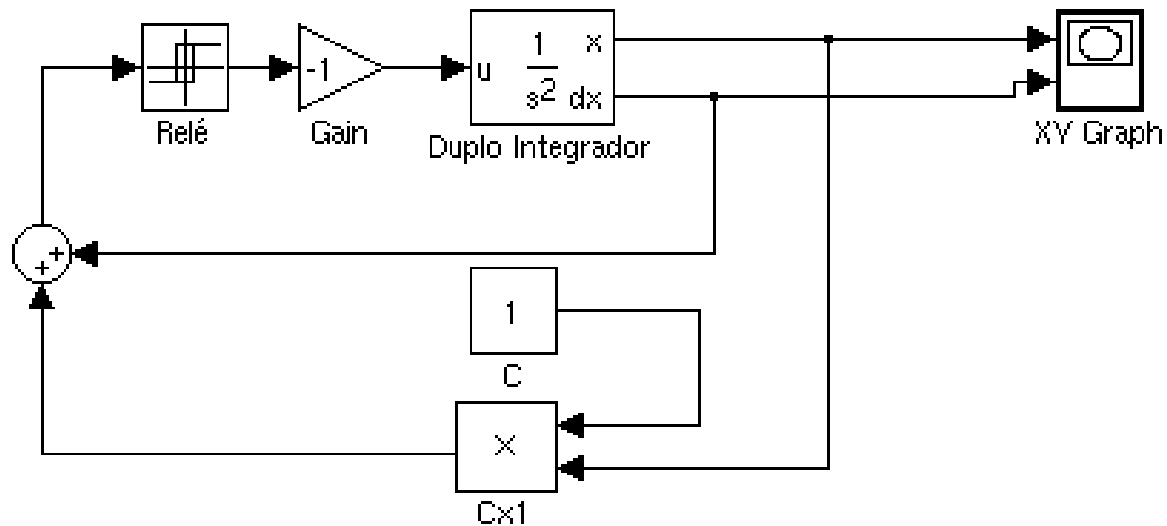 -1
u
1
s2
x
dx
Relé
Gain
Duplo Integrador
XY Graph
+
+
1
C
×
Cx1